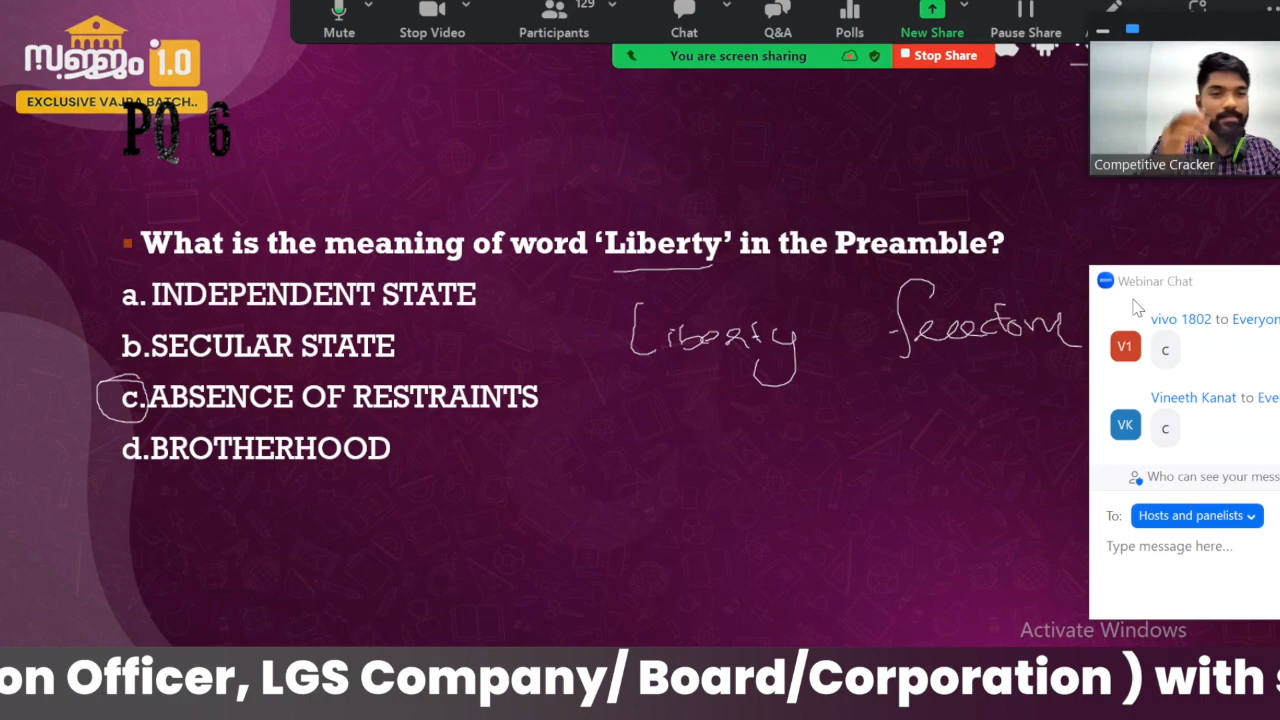 129
Mute
Stop Video
Participants
Chat
Q&A
Polls
New Share
Pause Share
You are screen sharing
Stop Share
i.0
EXCLUSIVE VAJRA BATCH..
PQ 6
Competitive Cracker
What is the meaning of word ‘Liberty’ in the Preamble?
a. INDEPENDENT STATE
b.SECULAR STATE
c.ABSENCE OF RESTRAINTS
d.BROTHERHOOD
Liberty
freedom
Webinar Chat
vivo 1802 to Everyon
V1
c
Vineeth Kanat to Eve
VK
c
Who can see your mess
To: Hosts and panelists
Type message here...
Activate Windows
on Officer, LGS Company/ Board/Corporation ) with s